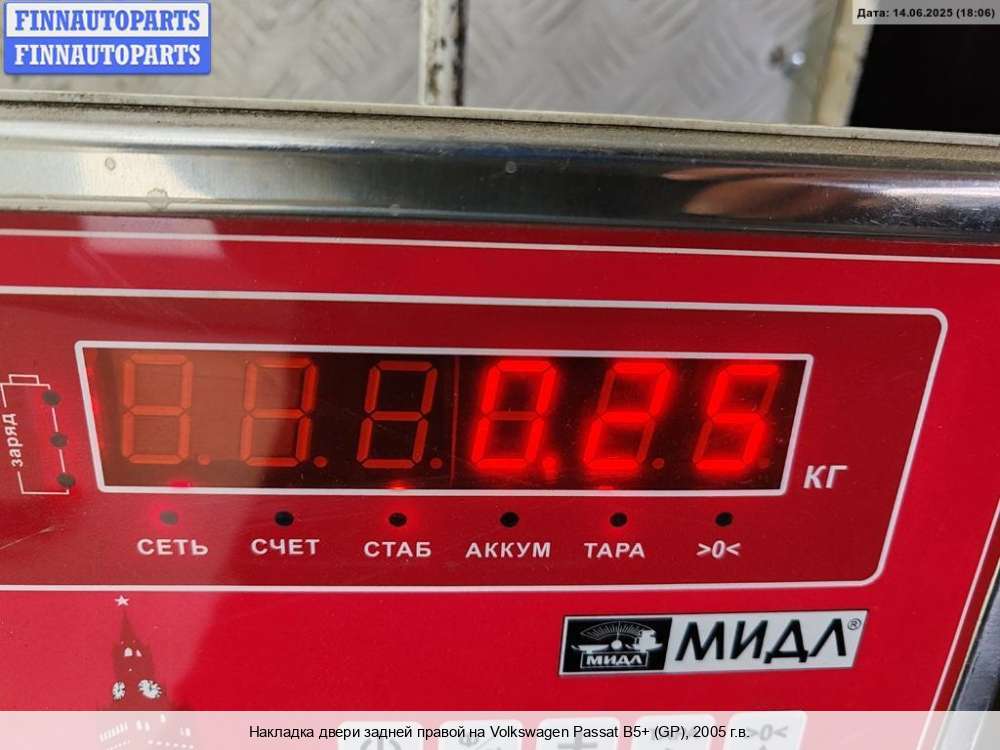 FINNAUTOPARTS
FINNAUTOPARTS
Дата: 14.06.2025 (18:06)
заряд
0.25
КГ
СЕТЬ СЧЕТ СТАБ АККУМ ТАРА >0<
МИДЛ МИДЛ®
>0<
Накладка двери задней правой на Volkswagen Passat B5+ (GP), 2005 г.в.